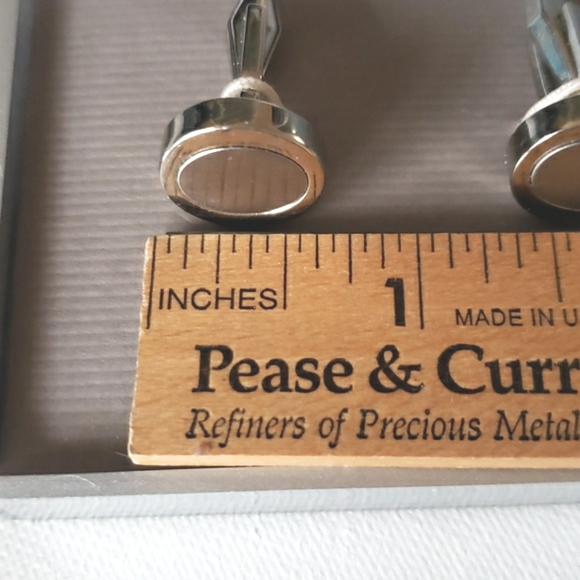 INCHES
1
MADE IN U
Pease & Curr
Refiners of Precious Metal